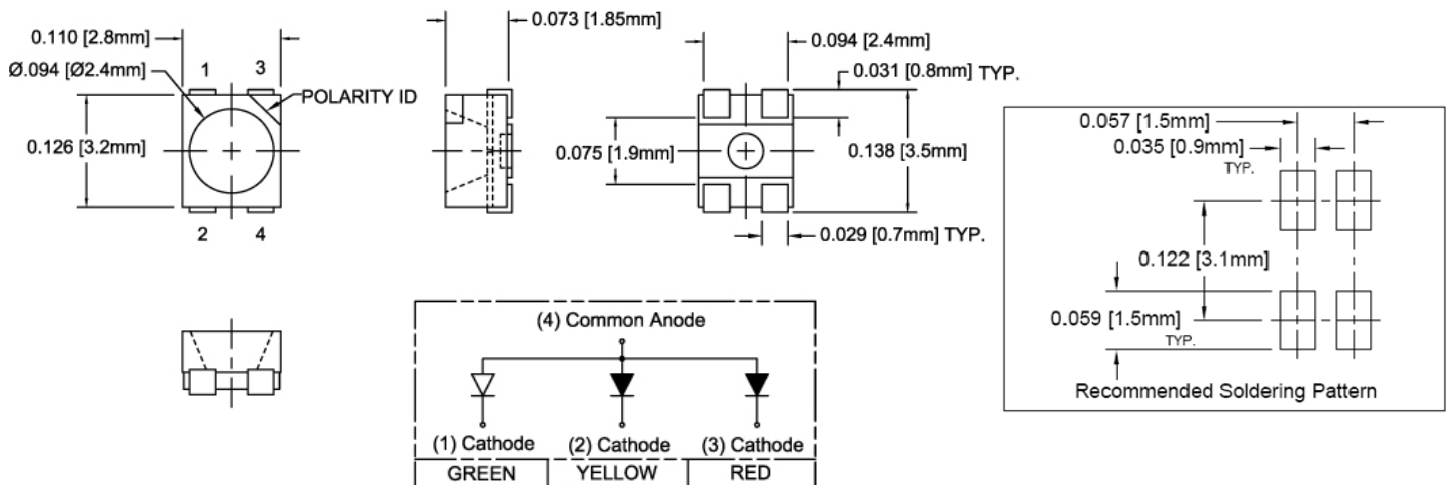 0.110 [2.8mm]
Ø.094 [Ø2.4mm]
1
3
POLARITY ID
0.126 [3.2mm]
2
4
0.073 [1.85mm]
0.094 [2.4mm]
0.031 [0.8mm] TYP.
0.075 [1.9mm]
0.138 [3.5mm]
0.029 [0.7mm] TYP.
0.057 [1.5mm]
0.035 [0.9mm]
TYP.
0.122 [3.1mm]
0.059 [1.5mm]
TYP.
Recommended Soldering Pattern
(4) Common Anode
(1) Cathode
(2) Cathode
(3) Cathode
GREEN
YELLOW
RED